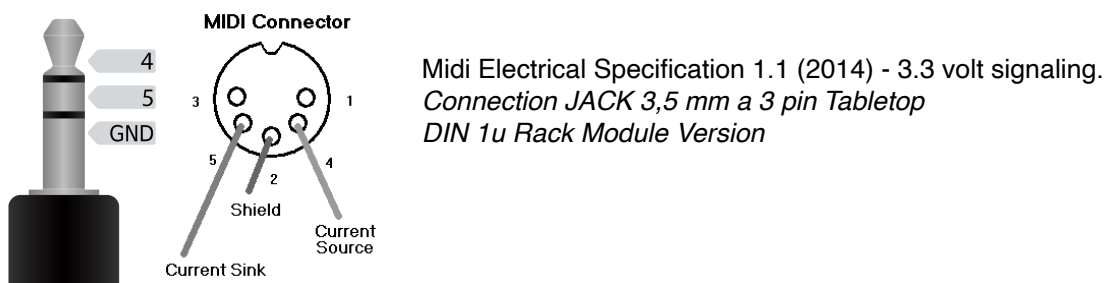 MIDI Connector
4
5
GND
3
1
5
4
2
Shield
Current
Source
Current Sink
Midi Electrical Specification 1.1 (2014) - 3.3 volt signaling.
Connection JACK 3,5 mm a 3 pin Tabletop
DIN 1u Rack Module Version